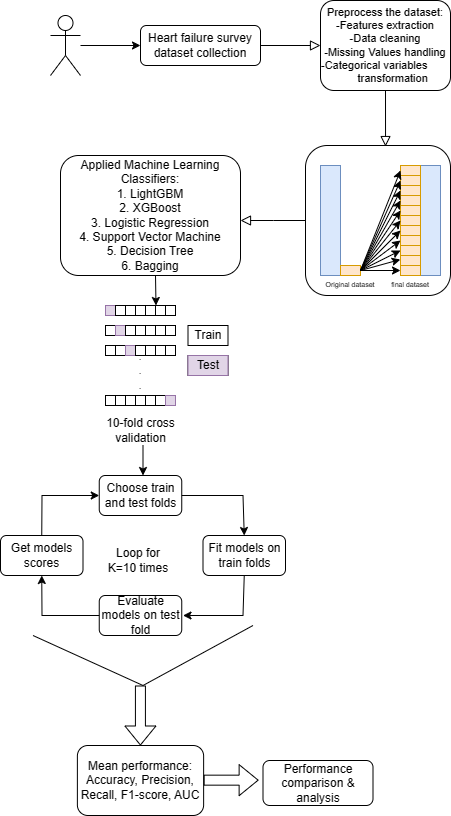 Heart failure survey
dataset collection
Preprocess the dataset:
-Features extraction
-Data cleaning
-Missing Values handling
-Categorical variables
transformation
Original dataset
final dataset
Applied Machine Learning
Classifiers:
1. LightGBM
2. XGBoost
3. Logistic Regression
4. Support Vector Machine
5. Decision Tree
6. Bagging
Train
Test
10-fold cross
validation
Choose train
and test folds
Get models
scores
Loop for
K=10 times
Fit models on
train folds
Evaluate
models on test
fold
Mean performance:
Accuracy, Precision,
Recall, F1-score, AUC
Performance
comparison &
analysis